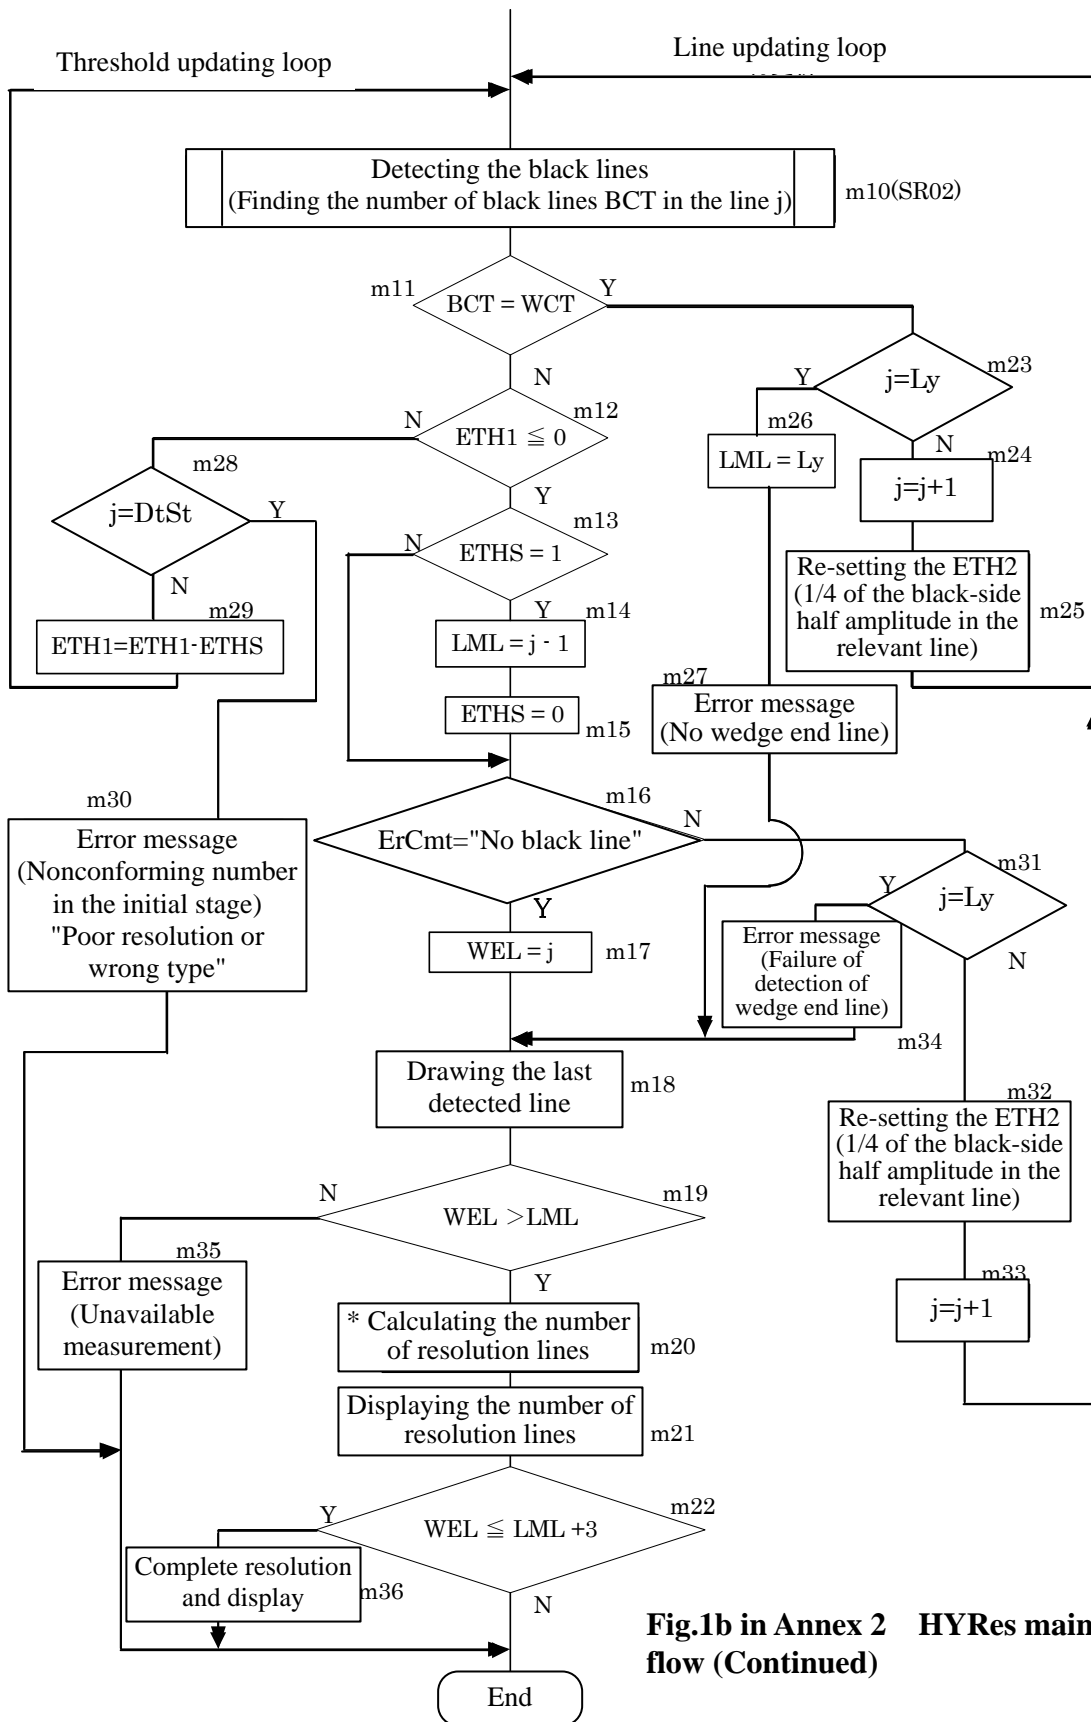 Threshold updating loop
Line updating loop
Detecting the black lines
(Finding the number of black lines BCT in the line j)
m10(SR02)
m11
BCT = WCT
Y
N
m23
j=Ly
Y
N
m26
LML = Ly
m24
j=j+1
m12
ETH1 ≦ 0
N
Y
m28
j=DtSt
Y
N
m13
ETHS = 1
N
Y
m29
ETH1=ETH1-ETHS
m14
LML = j - 1
Re-setting the ETH2
(1/4 of the black-side
half amplitude in the
relevant line)
m25
m27
Error message
(No wedge end line)
ETHS = 0
m15
m30
Error message
(Nonconforming number
in the initial stage)
"Poor resolution or
wrong type"
m16
ErCmt="No black line"
N
Y
m31
j=Ly
Y
N
WEL = j
m17
Error message
(Failure of
detection of
wedge end line)
m34
Drawing the last
detected line
m18
m32
Re-setting the ETH2
(1/4 of the black-side
half amplitude in the
relevant line)
m19
WEL >LML
N
Y
m35
Error message
(Unavailable
measurement)
m33
j=j+1
* Calculating the number
of resolution lines
m20
Displaying the number of
resolution lines
m21
m22
WEL ≦ LML +3
Y
N
Complete resolution
and display
m36
Fig.1b in Annex 2 HYRes main
flow (Continued)
End